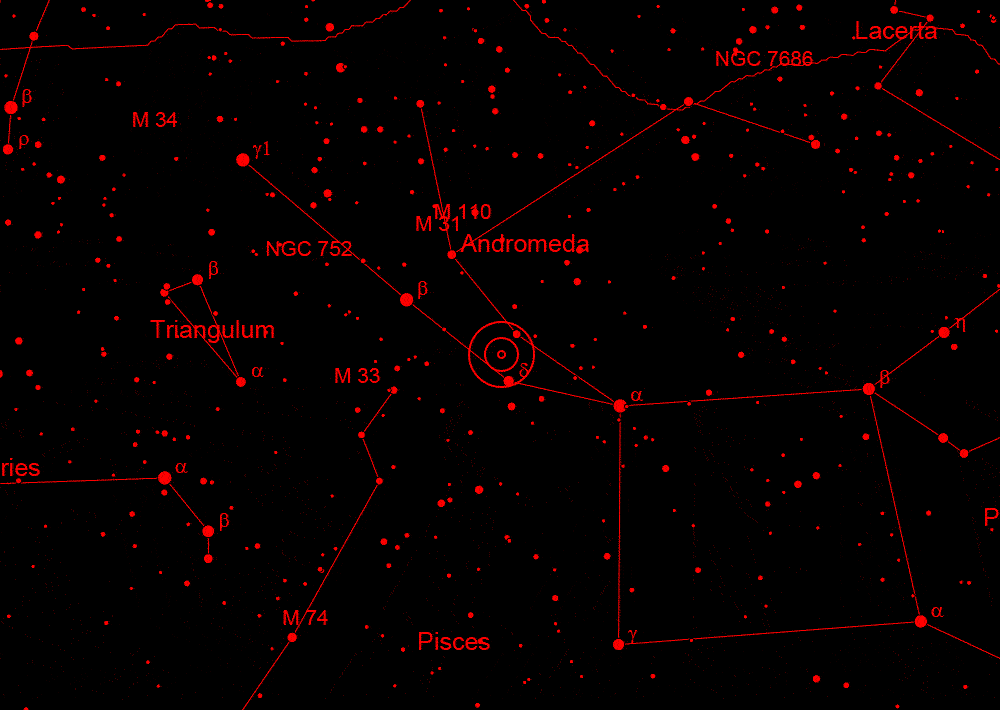 Lacerta
NGC 7686
β
M 34
ρ
γ1
M 110
M 31
Andromeda
NGC 752
β
β
η
Triangulum
δ
α
M 33
β
α
ries
α
P
β
M 74
α
γ
Pisces